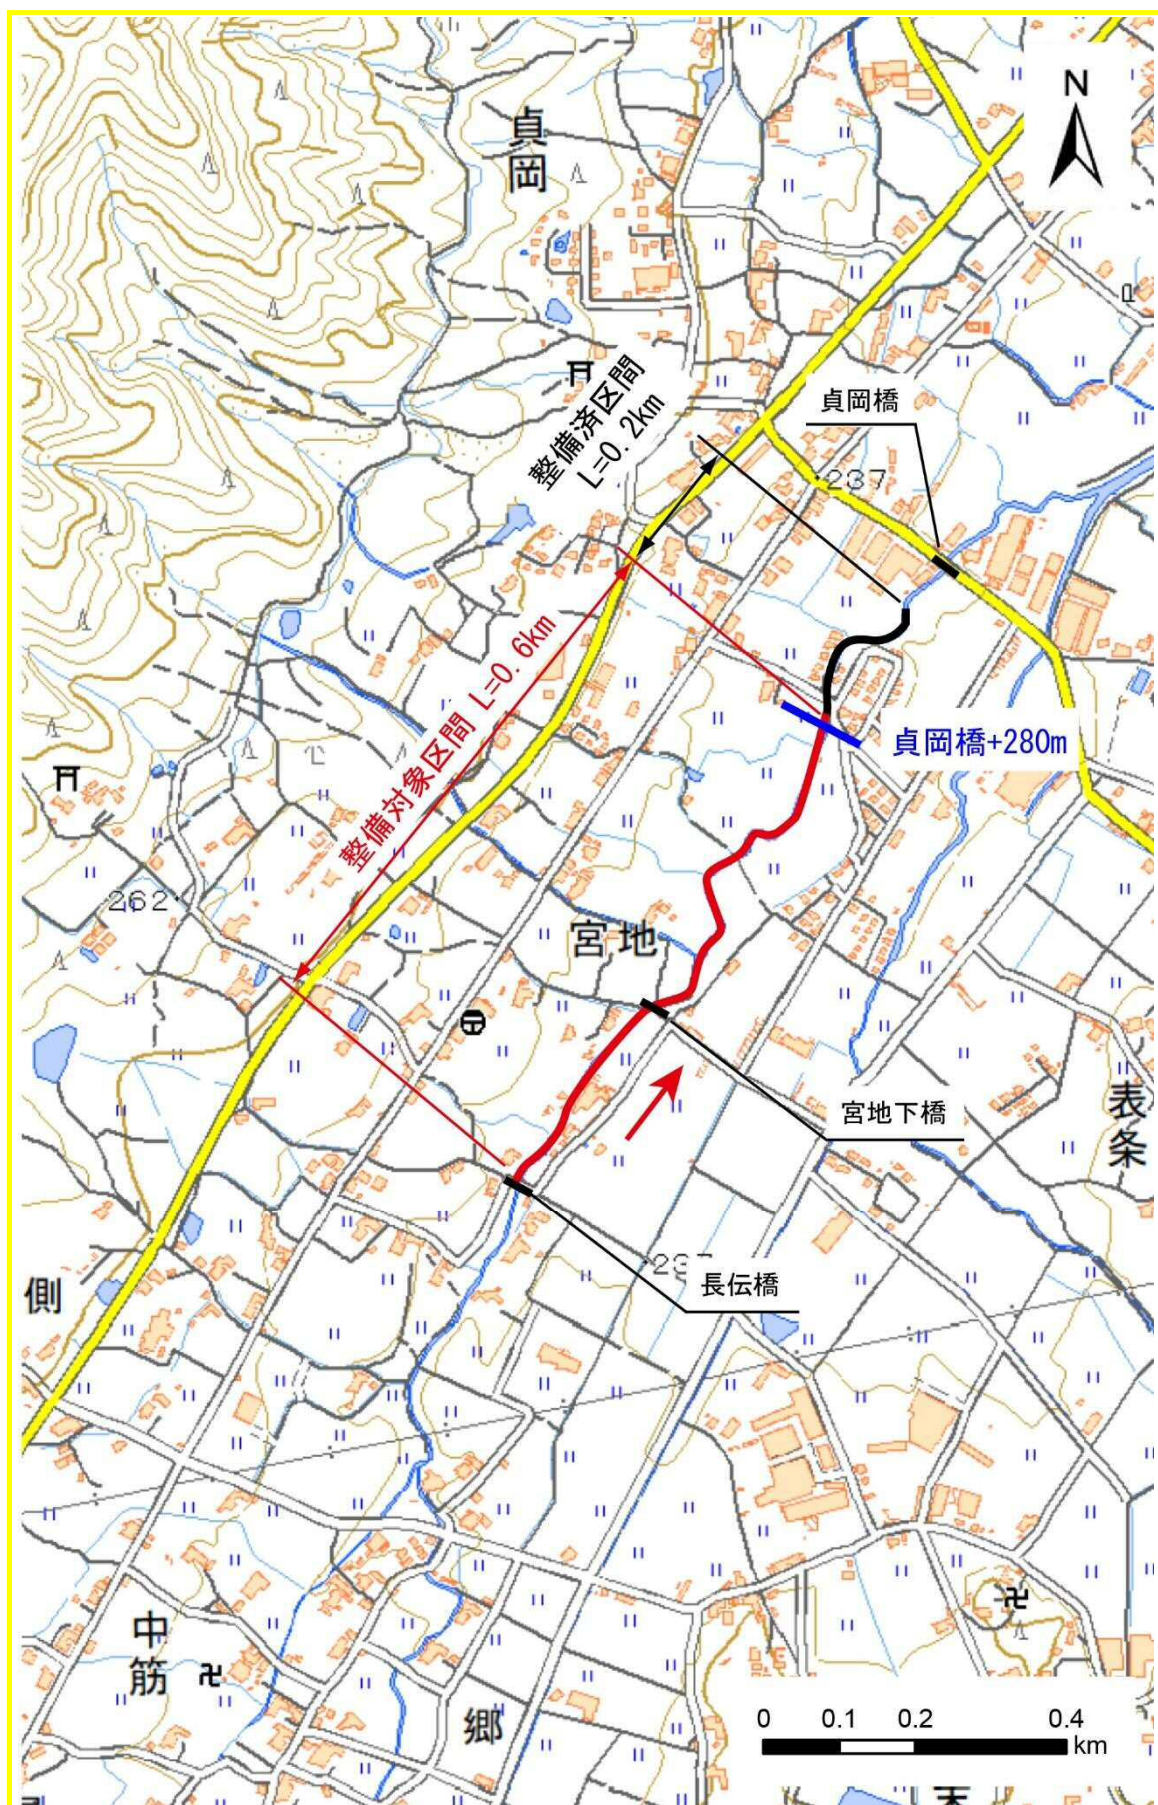 N
貞岡
貞岡橋
整備済区間
L=0.2km
237
整備対象区間 L=0.6km
貞岡橋+280m
262
宮地
宮地下橋
表条
長伝橋
側
中筋
郷
0 0.1 0.2 0.4
km